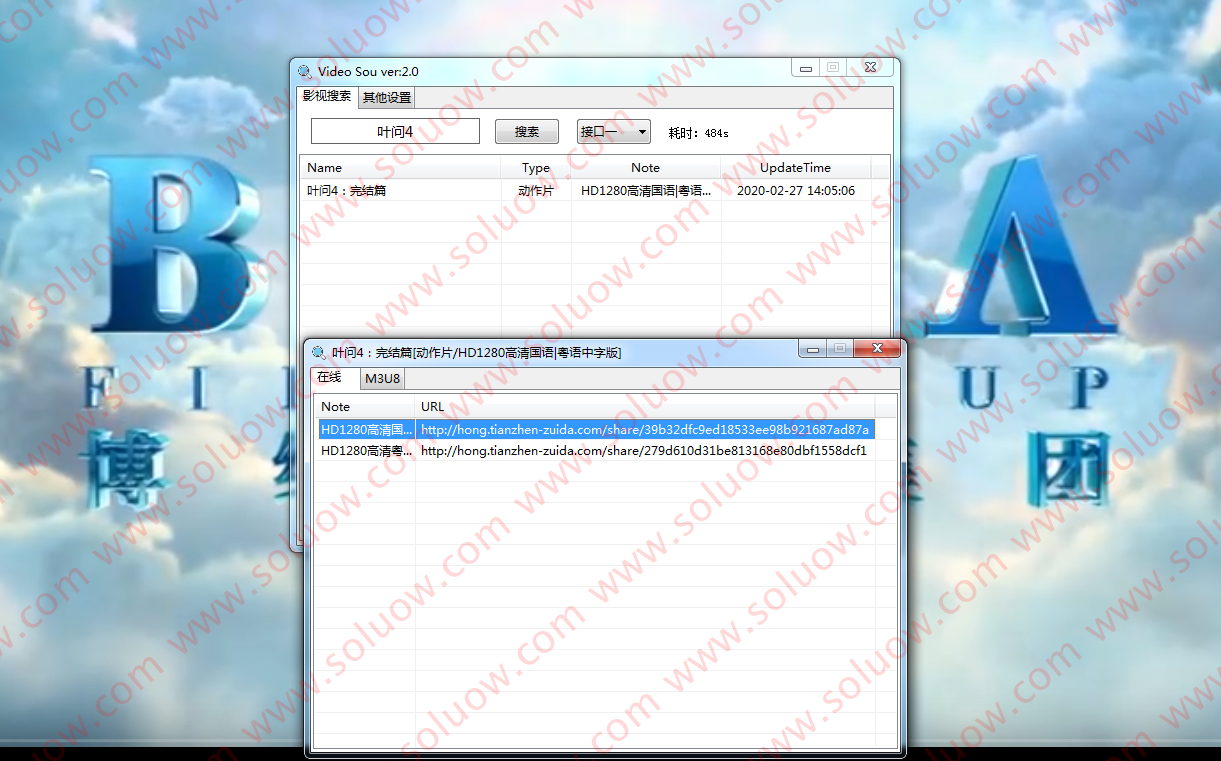 Video Sou ver:2.0
影视搜索 其他设置
叶问4 搜索 接口一 耗时：484s
Name Type Note UpdateTime
叶问4：完结篇 动作片 HD1280高清国语|粤语... 2020-02-27 14:05:06
叶问4：完结篇[动作片/HD1280高清国语|粤语中字版]
在线 M3U8
Note URL
HD1280高清国... http://hong.tianzhen-zuida.com/share/39b32dfc9ed18533ee98b921687ad87a
HD1280高清粤... http://hong.tianzhen-zuida.com/share/279d610d31be813168e80dbf1558dcf1
B A
F I U P
博 团
www.soluow.com